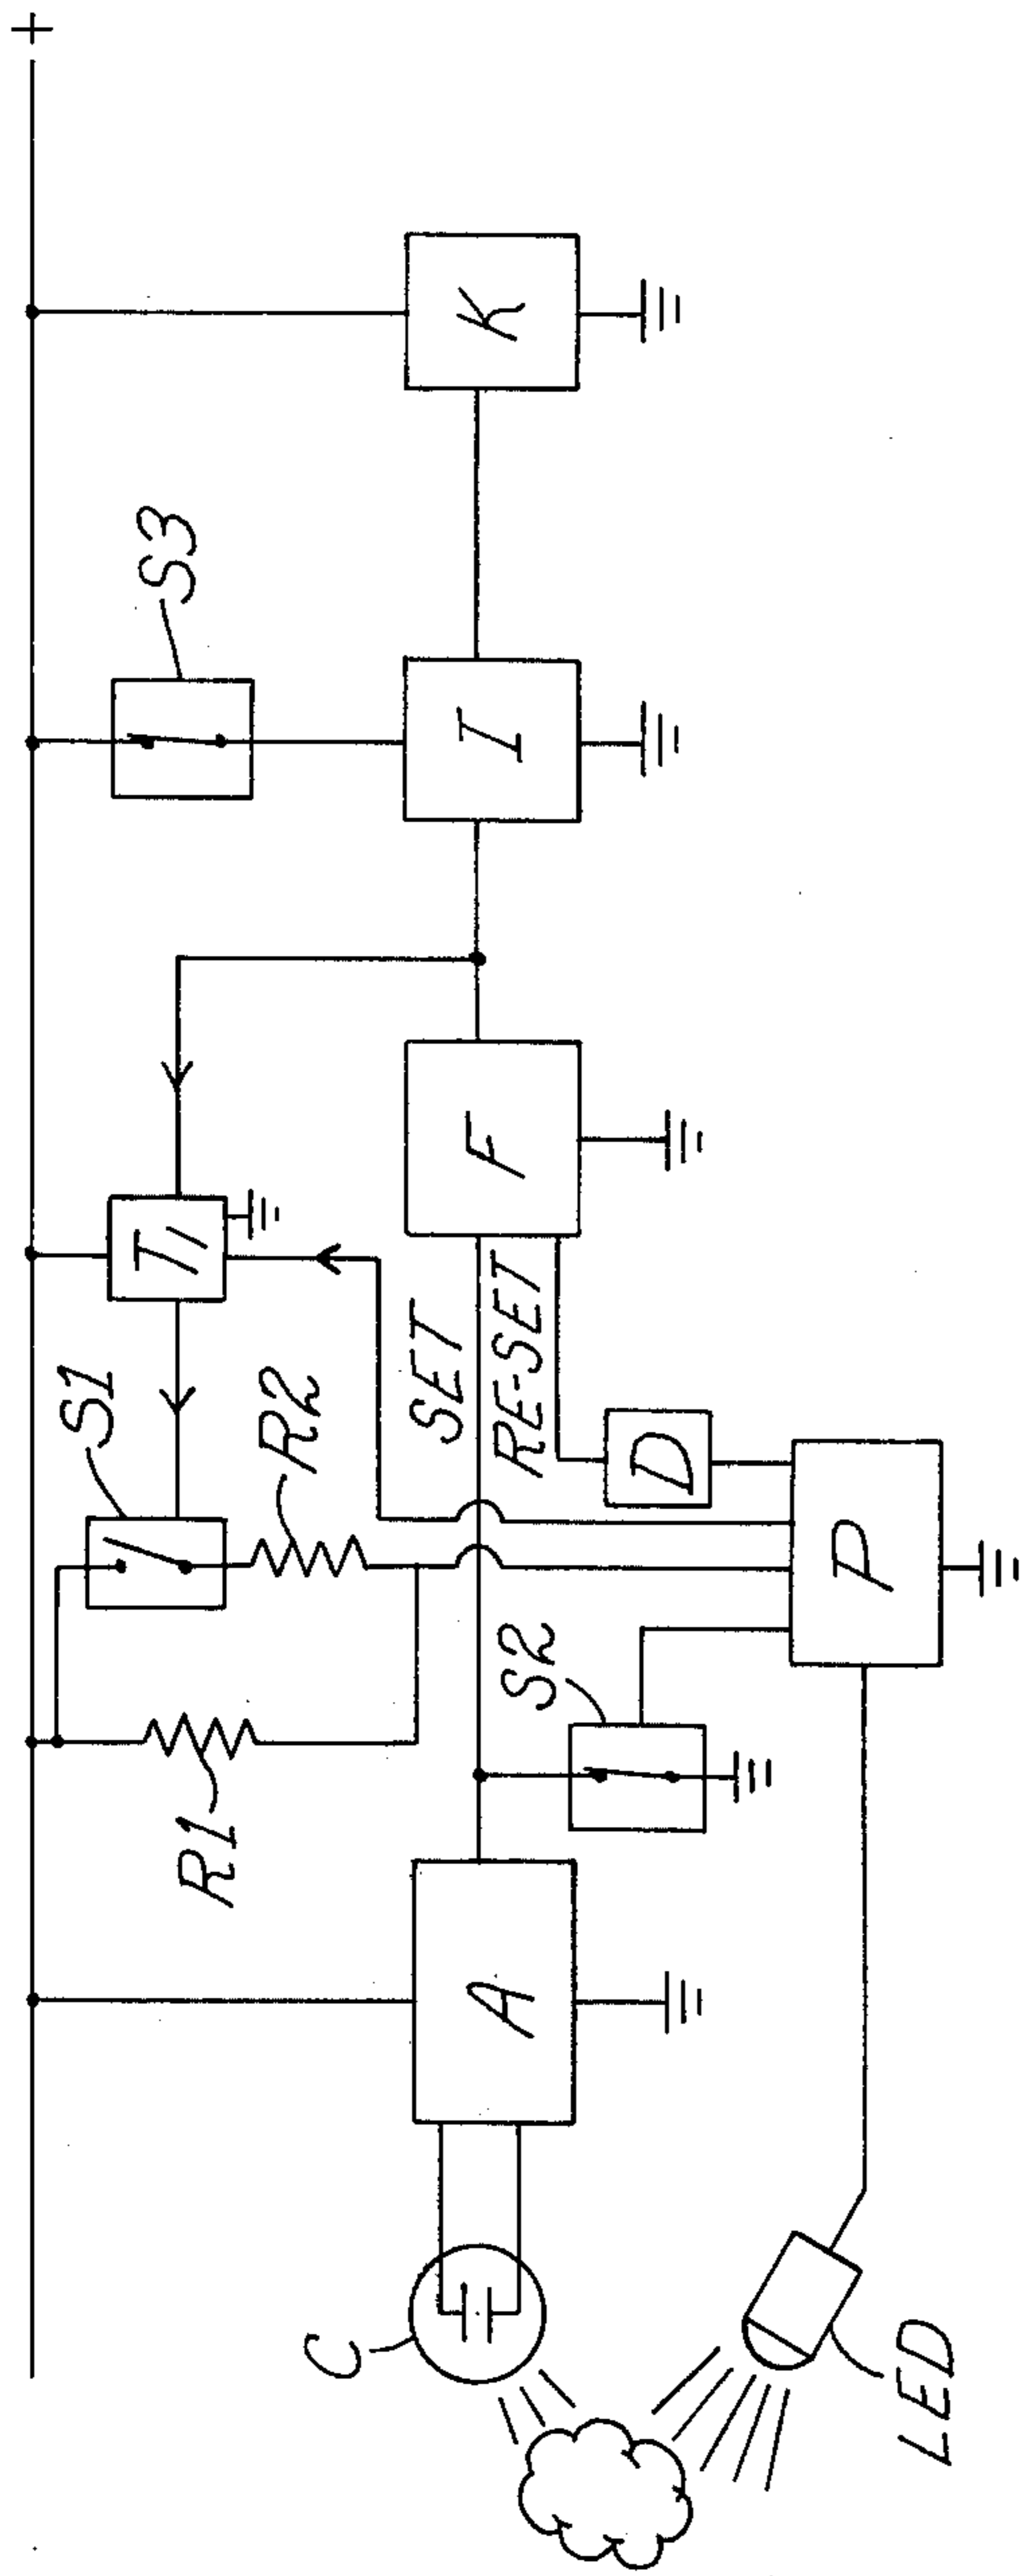 +
S3
K
I
S1
T1
R2
R1
SET
RE-SET
F
D
S2
P
A
C
LED